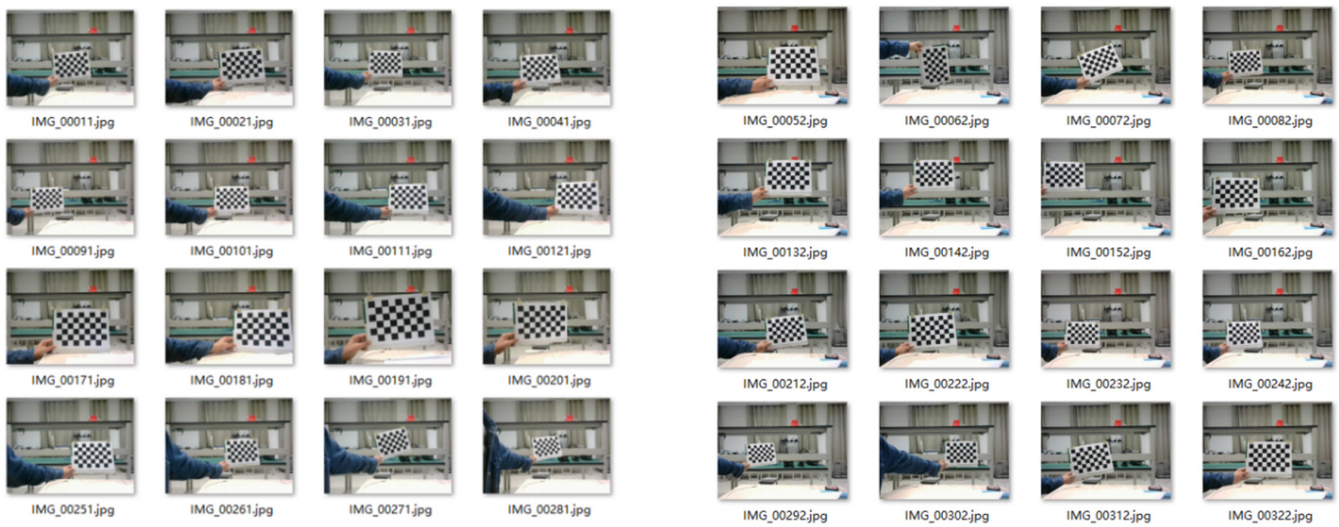 IMG_00011.jpg IMG_00021.jpg IMG_00031.jpg IMG_00041.jpg
IMG_00091.jpg IMG_00101.jpg IMG_00111.jpg IMG_00121.jpg
IMG_00171.jpg IMG_00181.jpg IMG_00191.jpg IMG_00201.jpg
IMG_00251.jpg IMG_00261.jpg IMG_00271.jpg IMG_00281.jpg
IMG_00052.jpg IMG_00062.jpg IMG_00072.jpg IMG_00082.jpg
IMG_00132.jpg IMG_00142.jpg IMG_00152.jpg IMG_00162.jpg
IMG_00212.jpg IMG_00222.jpg IMG_00232.jpg IMG_00242.jpg
IMG_00292.jpg IMG_00302.jpg IMG_00312.jpg IMG_00322.jpg